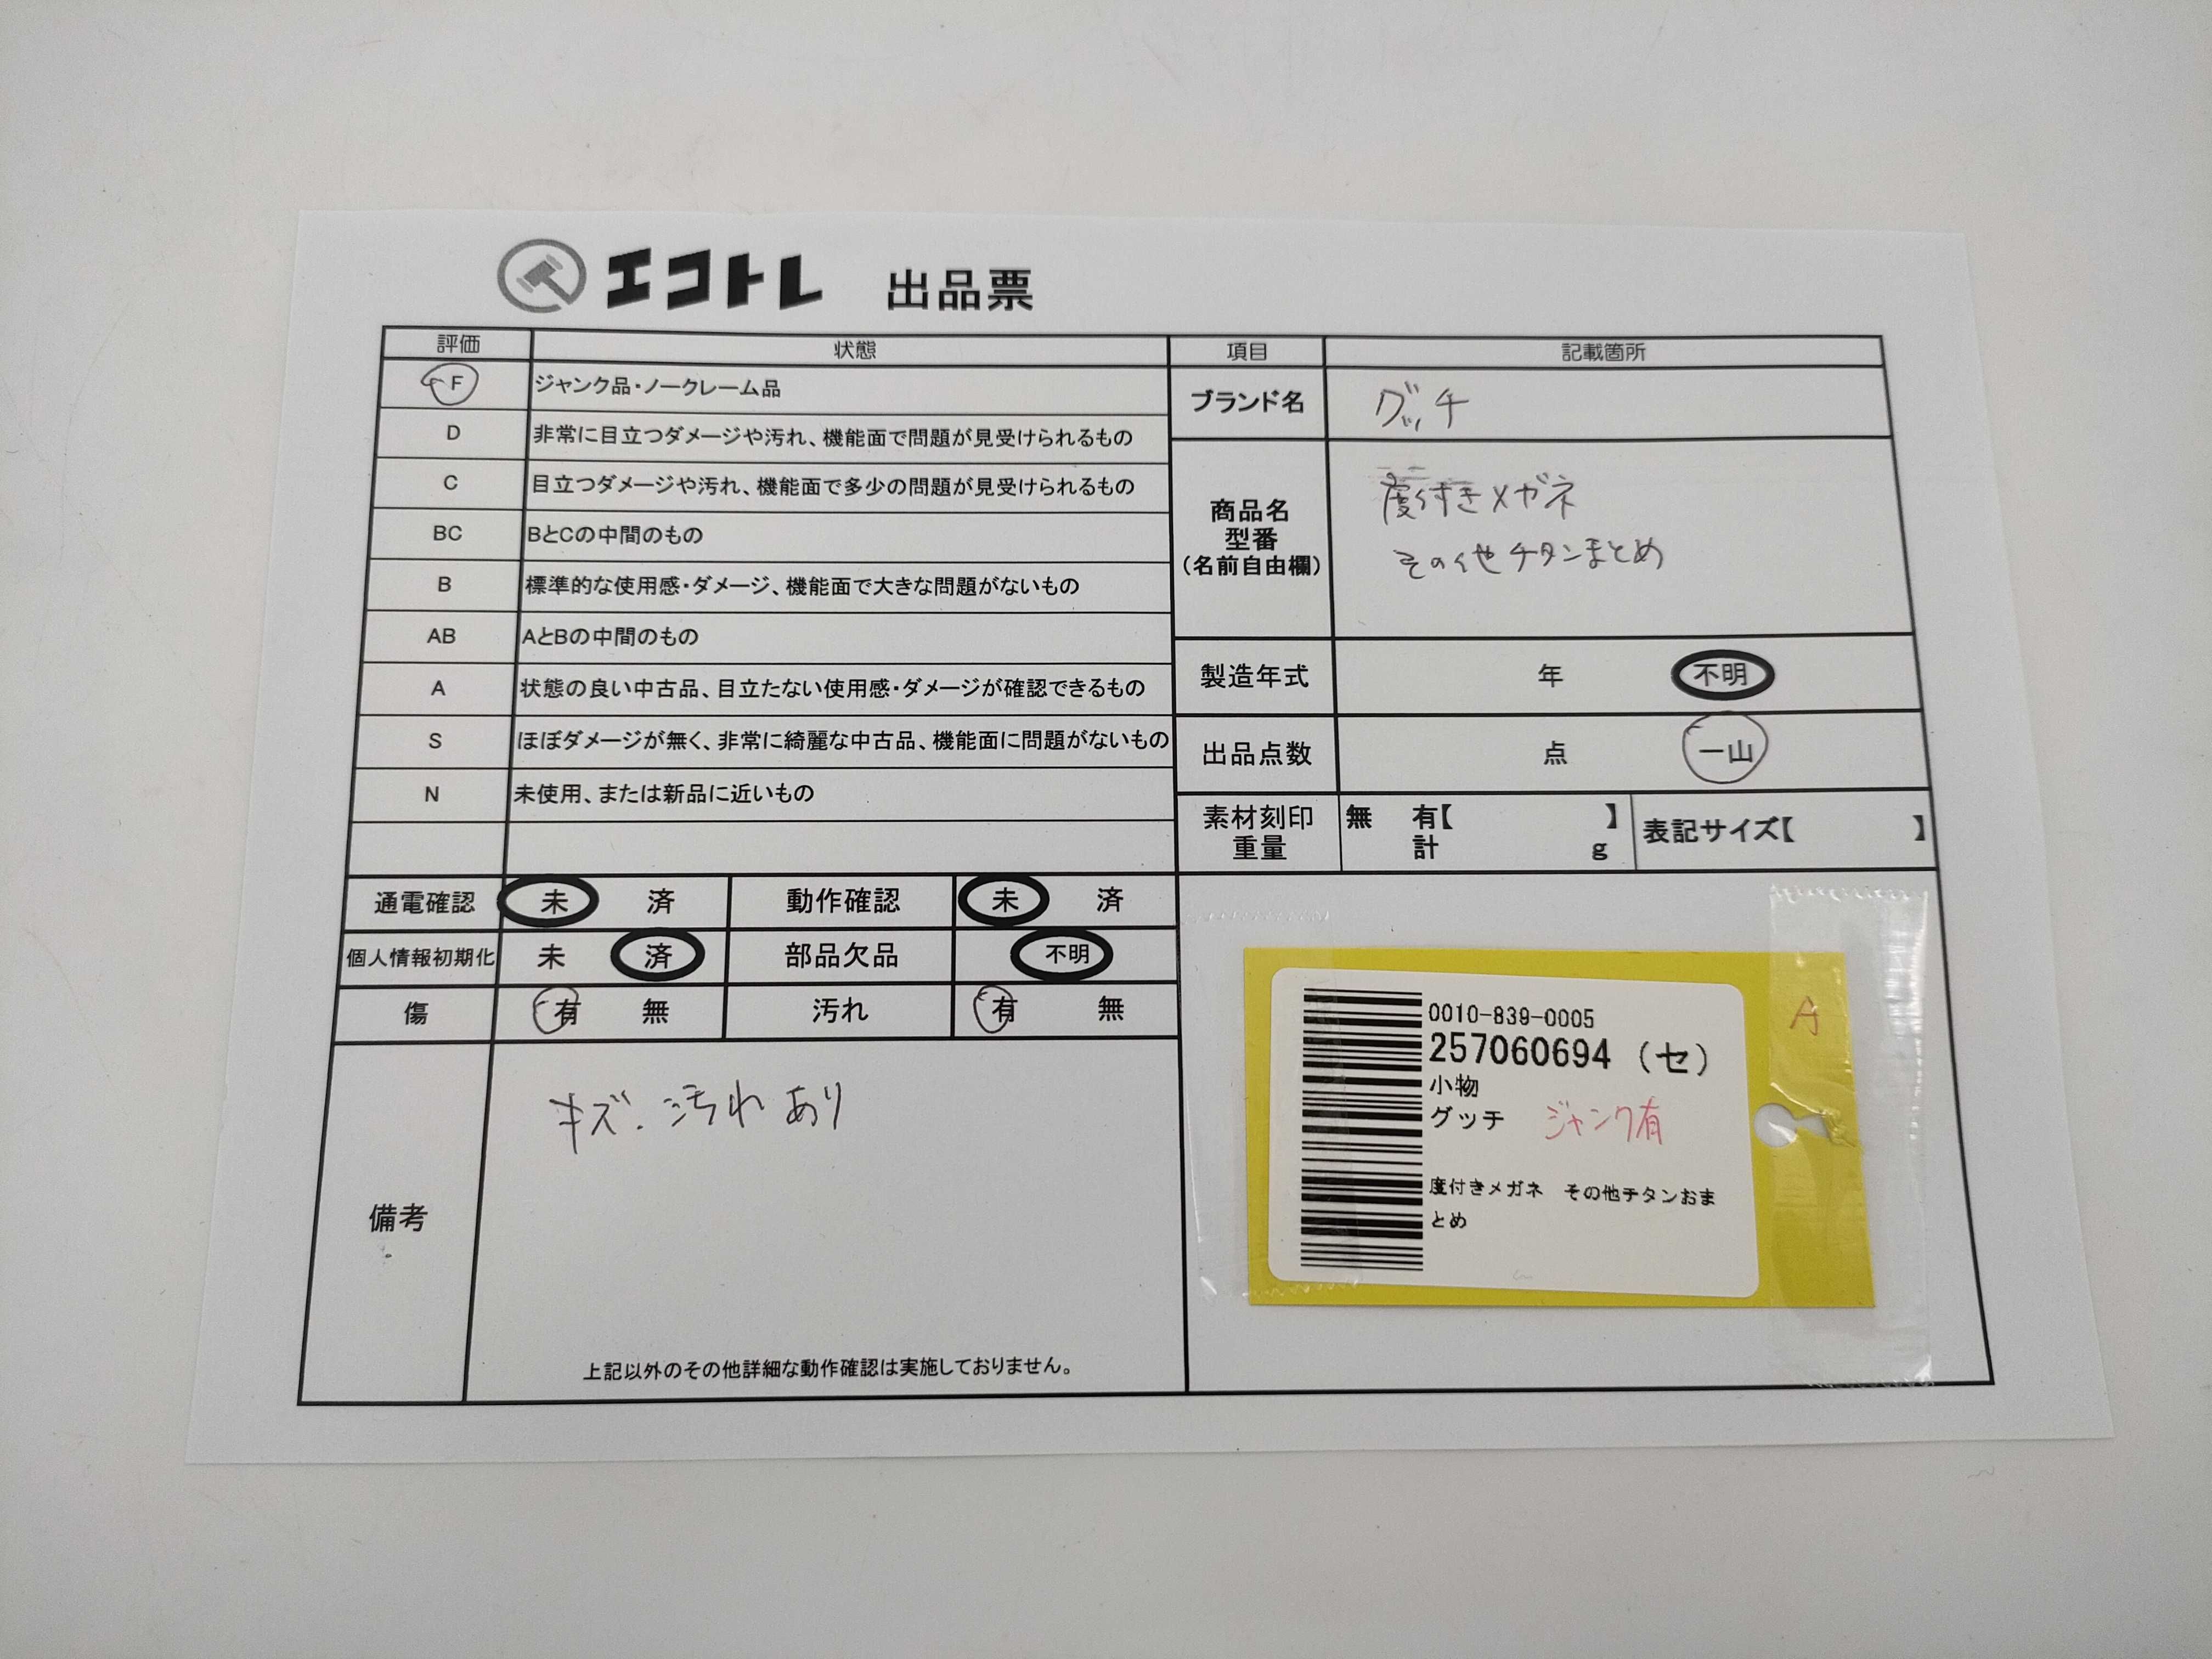 エコトレ 出品票
評価 状態
F ジャンク品・ノークレーム品
D 非常に目立つダメージや汚れ、機能面で問題が見受けられるもの
C 目立つダメージや汚れ、機能面で多少の問題が見受けられるもの
BC BとCの中間のもの
B 標準的な使用感・ダメージ、機能面で大きな問題がないもの
AB AとBの中間のもの
A 状態の良い中古品、目立たない使用感・ダメージが確認できるもの
S ほぼダメージが無く、非常に綺麗な中古品、機能面に問題がないもの
N 未使用、または新品に近いもの
通電確認 未 済 動作確認 未 済
個人情報初期化 未 済 部品欠品 不明
傷 有 無 汚れ 有 無
備考
キズ、汚れあり
上記以外のその他詳細な動作確認は実施しておりません。
項目 記載箇所
ブランド名 グッチ
商品名
型番
(名前自由欄)
度付きメガネ
その他チタンまとめ
製造年式 年 不明
出品点数 点 一山
素材刻印 無 有【 】
重量 計 g
表記サイズ【 】
A
0010-839-0005
257060694 (セ)
小物
グッチ ジャンク有
度付きメガネ その他チタンおま
とめ